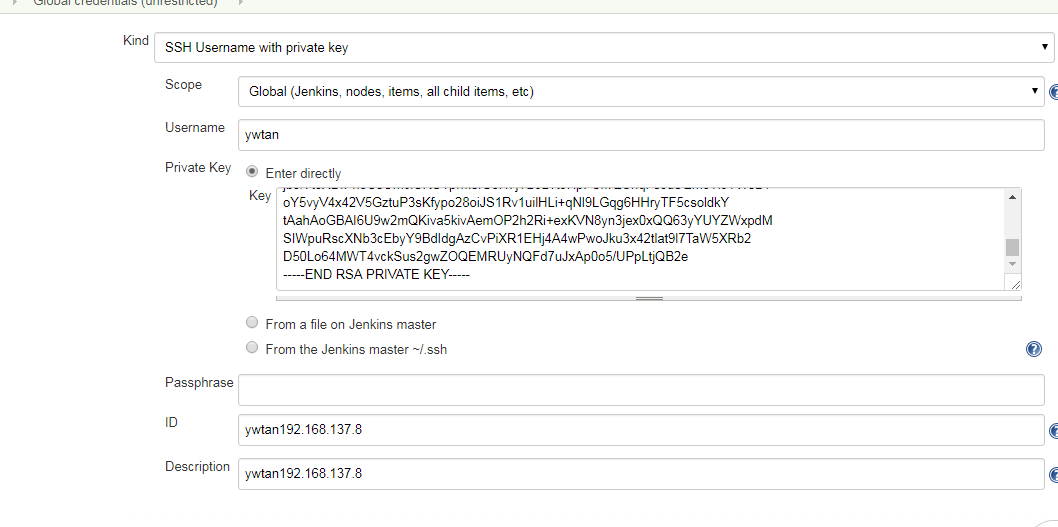 Global credentials (unrestricted)
Kind
SSH Username with private key
Scope
Global (Jenkins, nodes, items, all child items, etc)
Username
ywtan
Private Key
Enter directly
Key
oY5vyV4x42V5GztuP3sKfypo28oiJS1Rv1uilHLi+qNl9LGqg6HHryTF5csoldkY
tAahAoGBAI6U9w2mQKiva5kivAemOP2h2Ri+exKVN8yn3jex0xQQ63yYUYZWxpdM
SIWpuRscXNb3cEbyY9BdIdgAzCvPiXR1EHj4A4wPwoJku3x42tlat9l7TaW5XRb2
D50Lo64MWT4vckSus2gwZOQEMRUyNQFd7uJxAp0o5/UPpLtjQB2e
-----END RSA PRIVATE KEY-----
From a file on Jenkins master
From the Jenkins master ~/.ssh
Passphrase
ID
ywtan192.168.137.8
Description
ywtan192.168.137.8